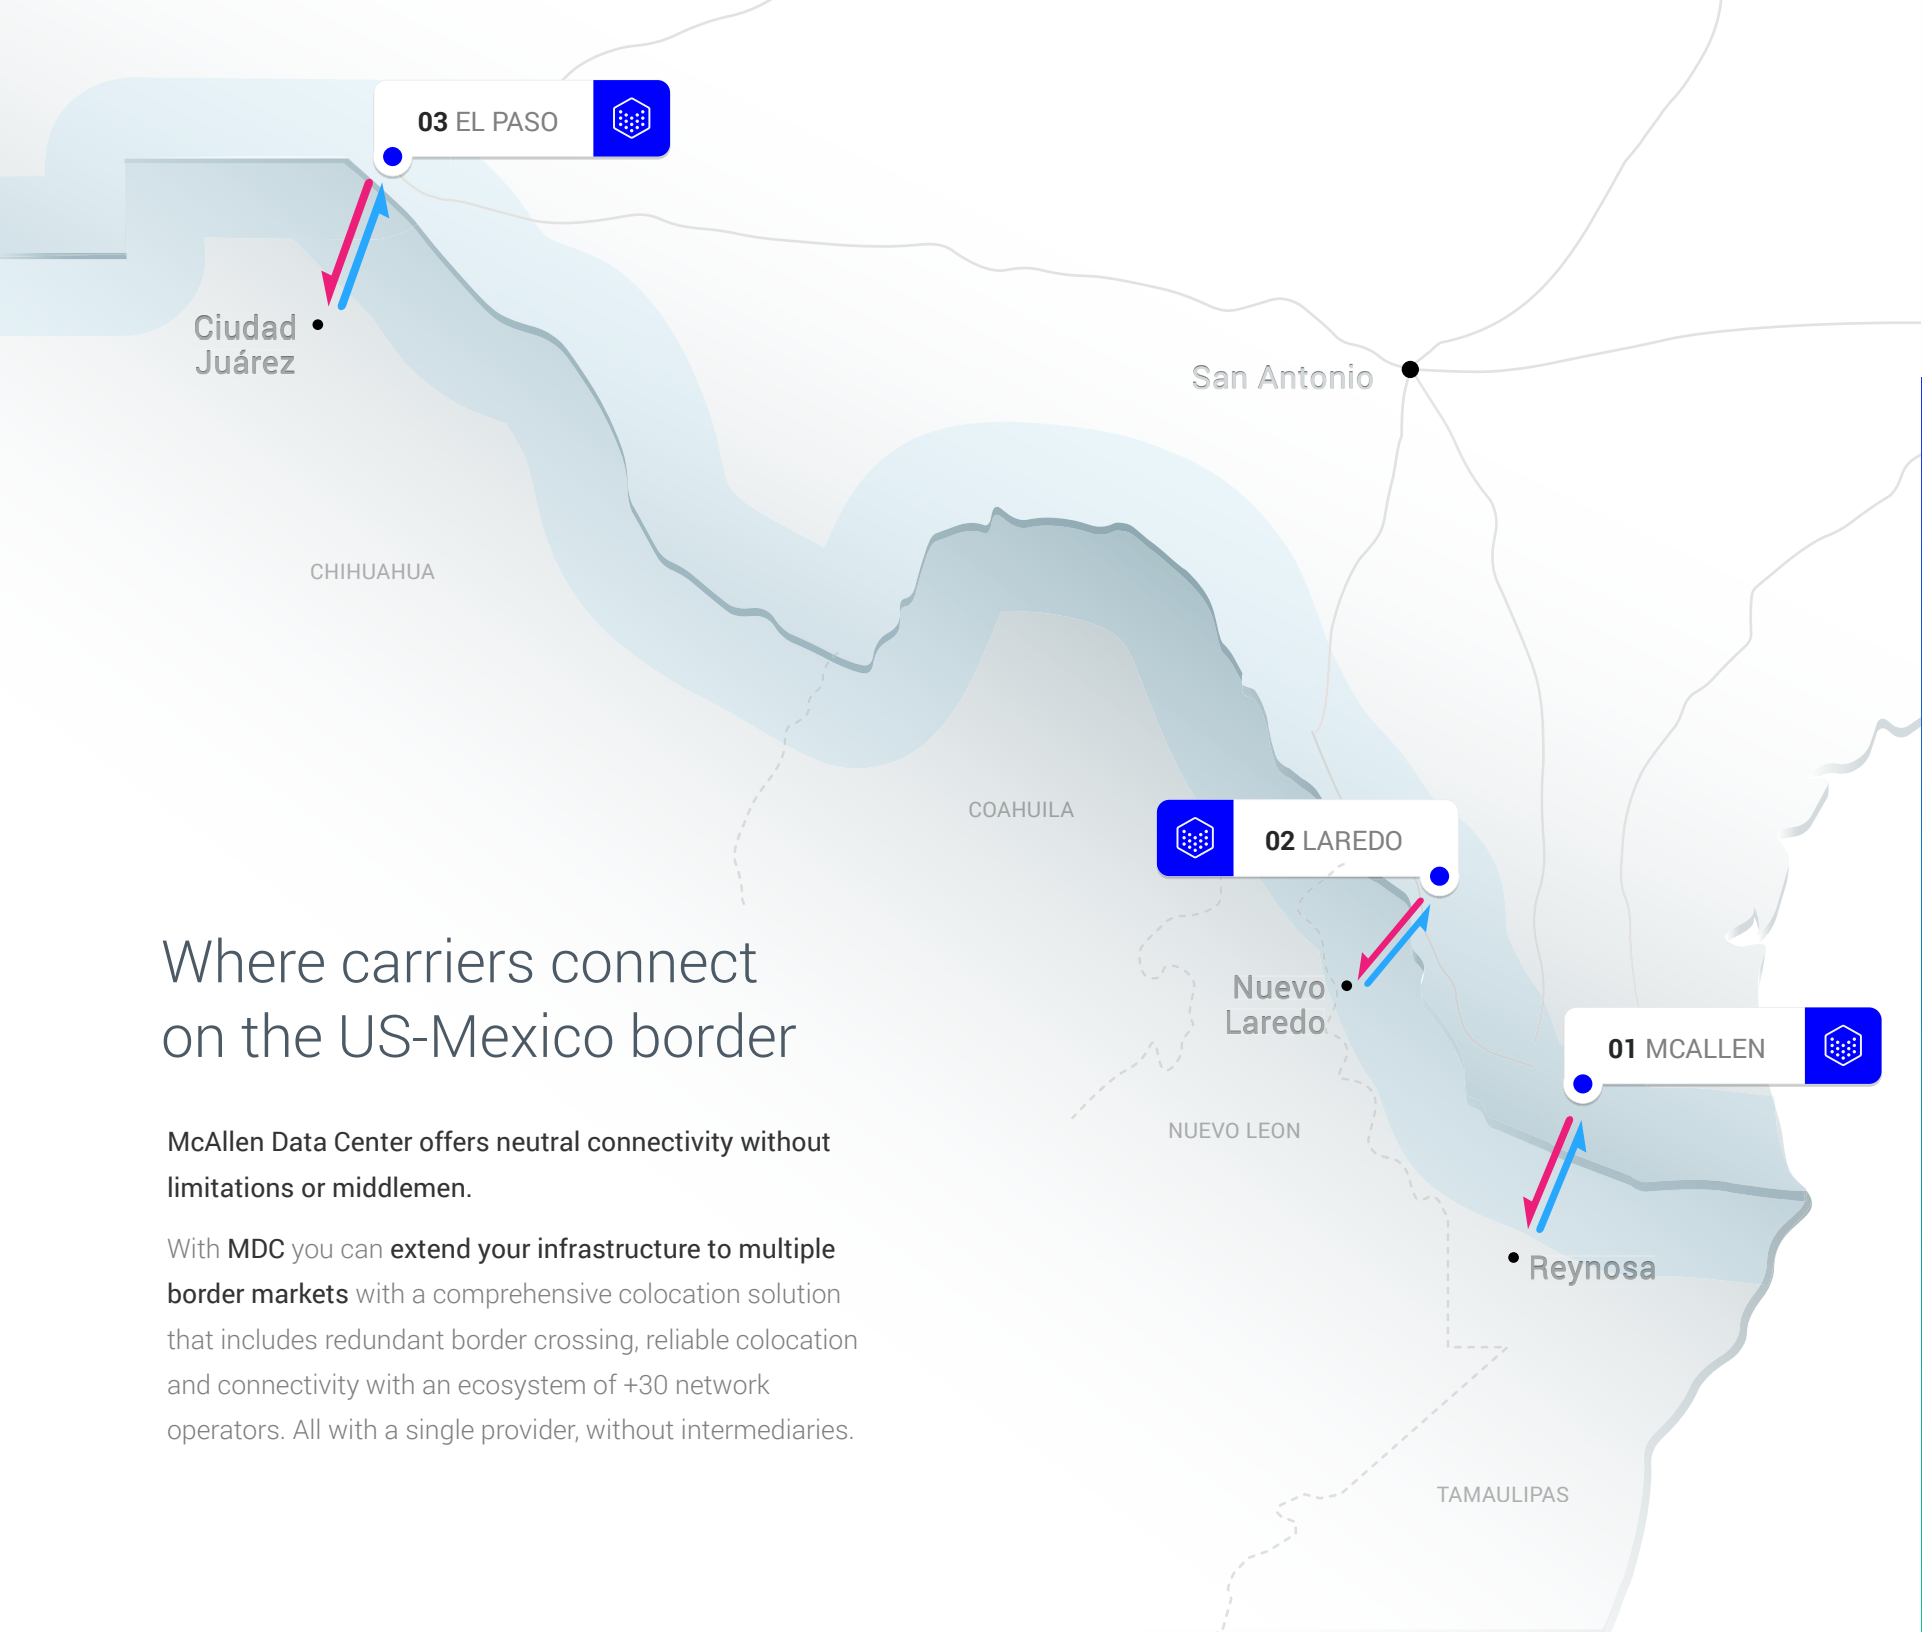 03 EL PASO
Ciudad
Juárez
San Antonio
CHIHUAHUA
COAHUILA
02 LAREDO
Nuevo
Laredo
01 MCALLEN
NUEVO LEON
Reynosa
TAMAULIPAS
Where carriers connect
on the US-Mexico border
McAllen Data Center offers neutral connectivity without
limitations or middlemen.
With MDC you can extend your infrastructure to multiple
border markets with a comprehensive colocation solution
that includes redundant border crossing, reliable colocation
and connectivity with an ecosystem of +30 network
operators. All with a single provider, without intermediaries.